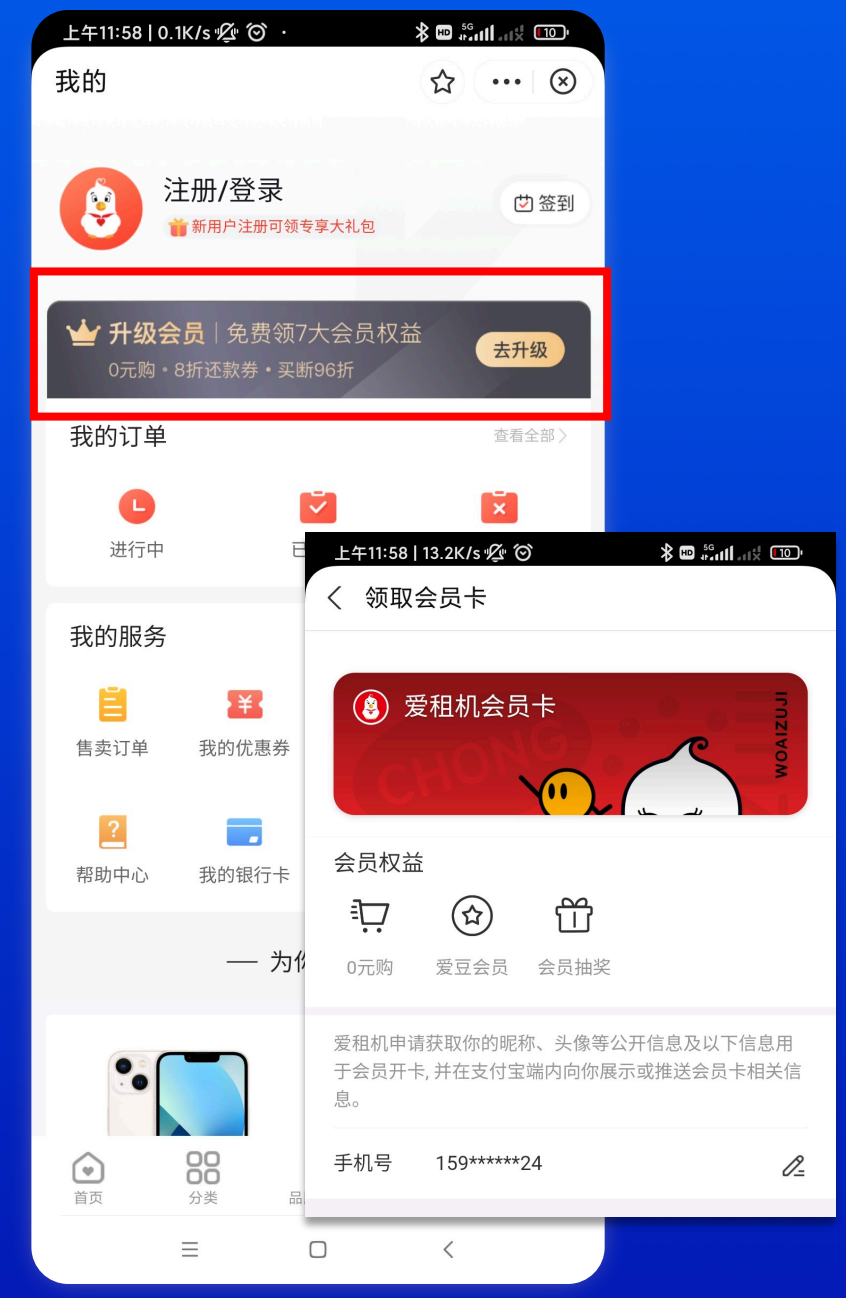 上午11:58 | 0.1K/s
HD 5G 10
我的
注册/登录
签到
新用户注册可领专享大礼包
升级会员 | 免费领7大会员权益
0元购 • 8折还款券 • 买断96折
去升级
我的订单
查看全部
进行中
我的服务
售卖订单
我的优惠券
帮助中心
我的银行卡
— 为你
首页
分类
品
上午11:58 | 13.2K/s
HD 5G 10
领取会员卡
爱租机会员卡
WOAIZUJI
CHONG
会员权益
0元购
爱豆会员
会员抽奖
爱租机申请获取你的昵称、头像等公开信息及以下信息用
于会员开卡, 并在支付宝端内向你展示或推送会员卡相关信
息。
手机号 159******24